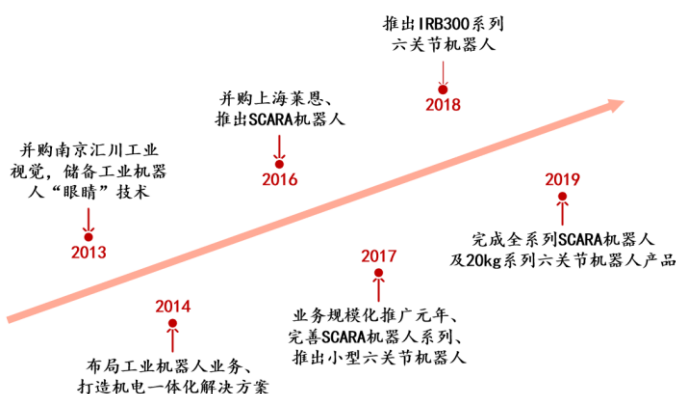 推出IRB300系列
六关节机器人
2018
并购上海莱恩、
推出SCARA机器人
2016
并购南京汇川工业
视觉，储备工业机器
人“眼睛”技术
2013
2019
完成全系列SCARA机器人
及20kg系列六关节机器人产品
2017
业务规模化推广元年、
完善SCARA机器人系列、
推出小型六关节机器人
2014
布局工业机器人业务、
打造机电一体化解决方案